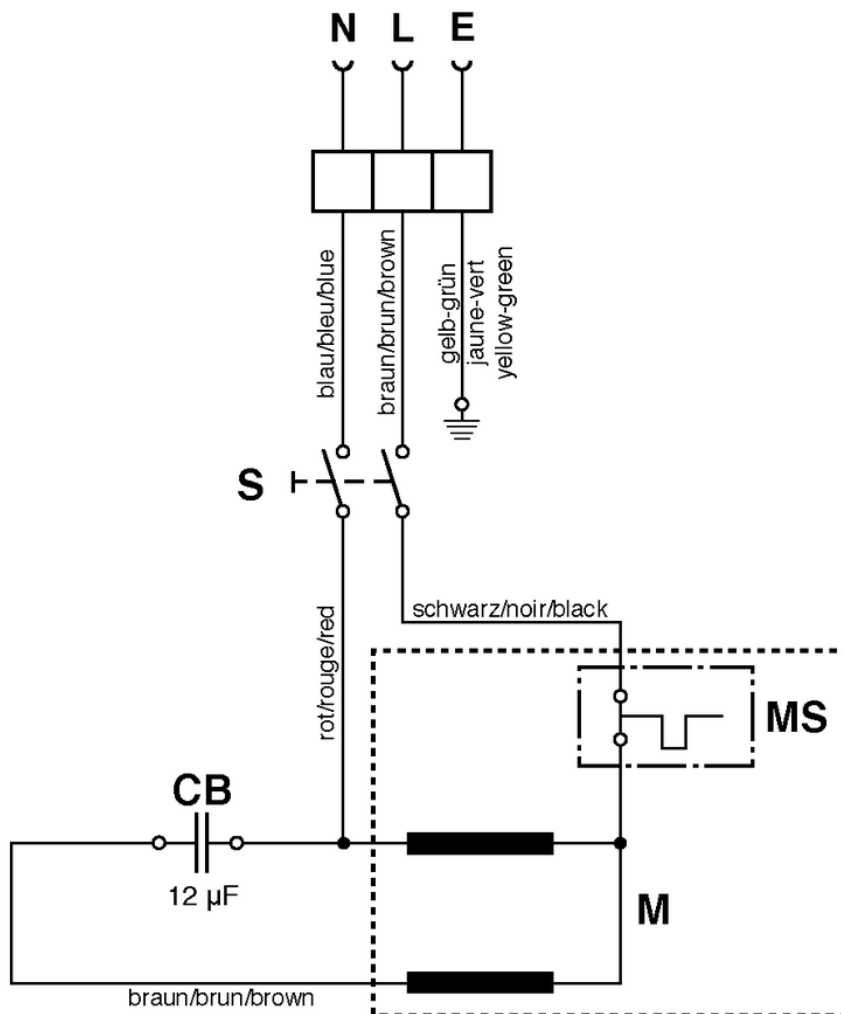 N L E
blau/bleu/blue
braun/brun/brown
gelb-grün
jaune-vert
yellow-green
S
schwarz/noir/black
rot/rouge/red
MS
CB
12 µF
M
braun/brun/brown